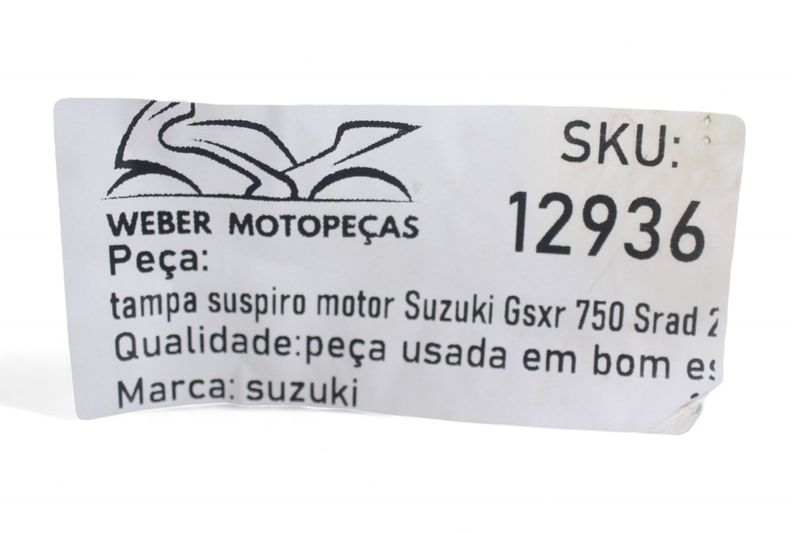 SKU:
12936
WEBER MOTOPEÇAS
Peça:
tampa suspiro motor Suzuki Gsxr 750 Srad
Qualidade:peça usada em bom
Marca: suzuki